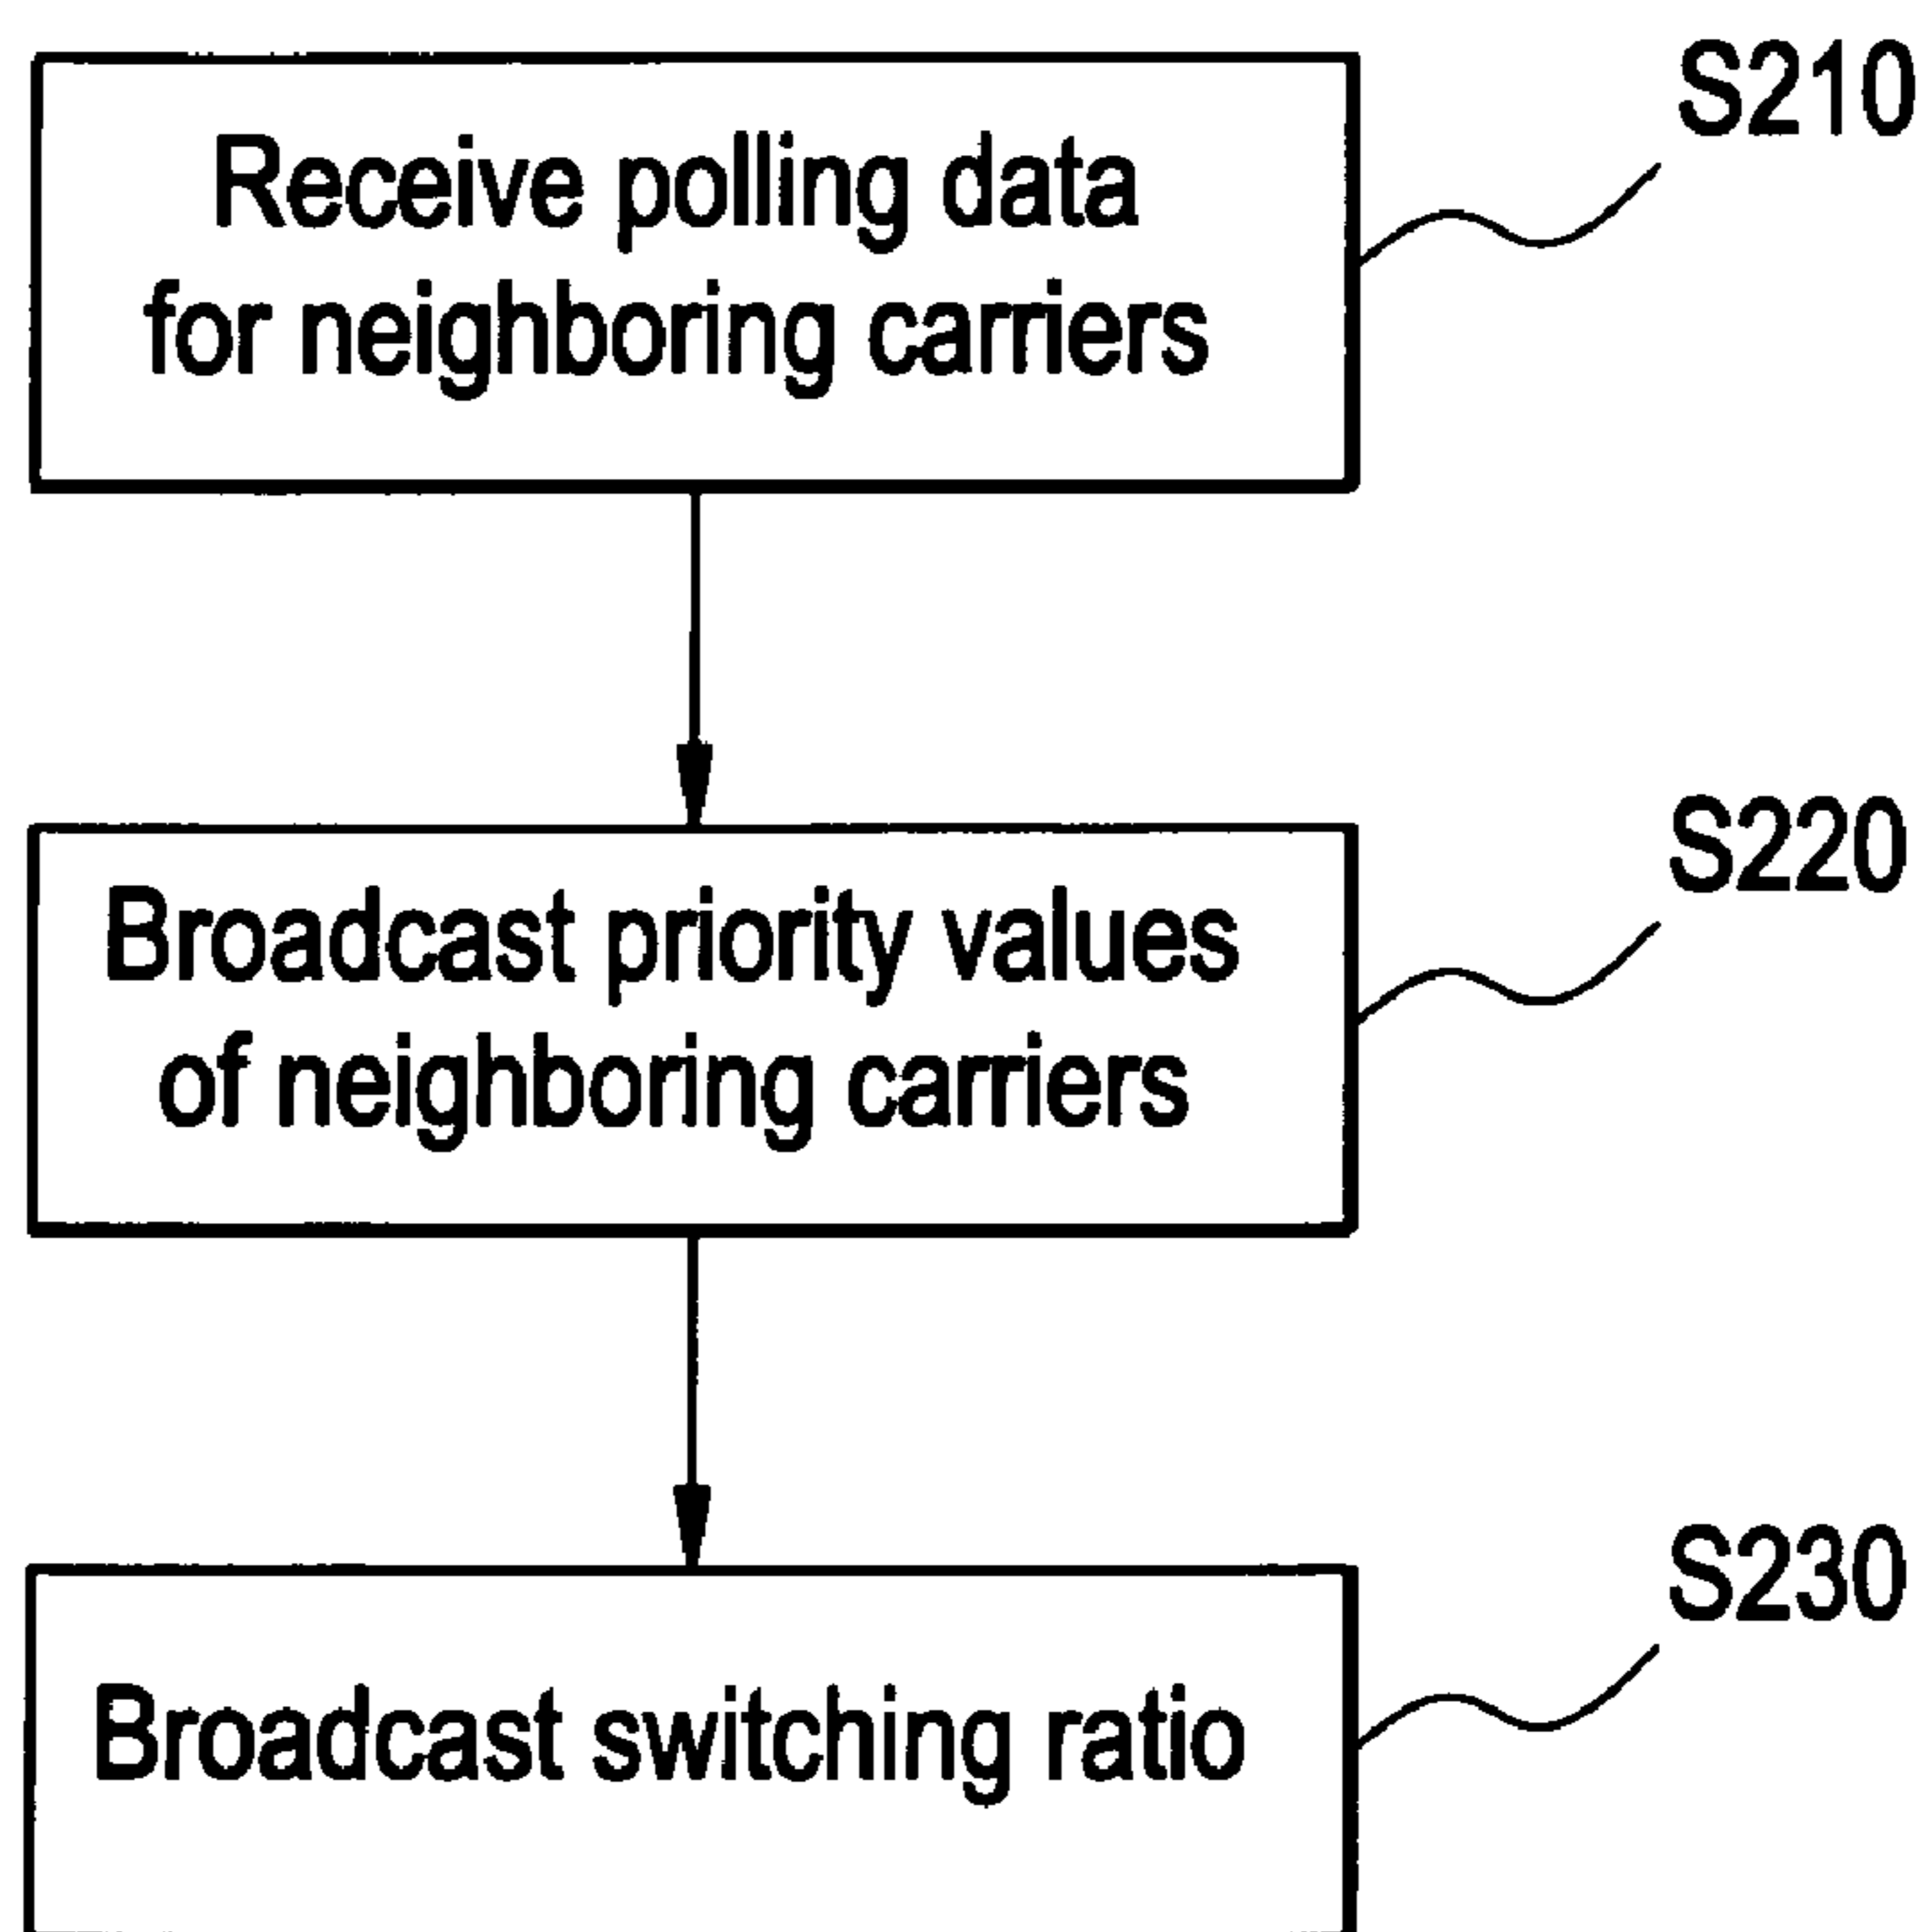 S210
Receive polling data
for neighboring carriers
S220
Broadcast priority values
of neighboring carriers
S230
Broadcast switching ratio